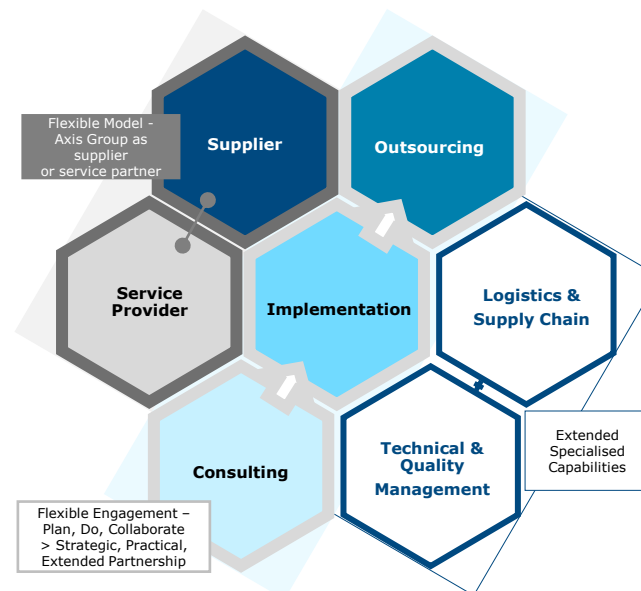 Flexible Model -
Axis Group as
supplier
or service partner
Supplier
Outsourcing
Service
Provider
Implementation
Logistics &
Supply Chain
Consulting
Technical &
Quality
Management
Extended
Specialised
Capabilities
Flexible Engagement –
Plan, Do, Collaborate
> Strategic, Practical,
Extended Partnership